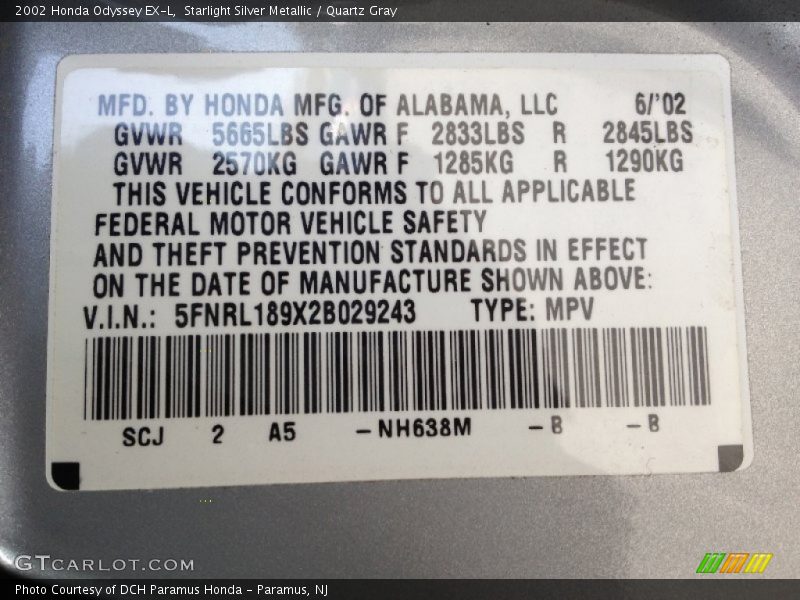 2002 Honda Odyssey EX-L, Starlight Silver Metallic / Quartz Gray
MFD. BY HONDA MFG. OF ALABAMA, LLC 6/'02
GVWR 5665LBS GAWR F 2833LBS R 2845LBS
GVWR 2570KG GAWR F 1285KG R 1290KG
THIS VEHICLE CONFORMS TO ALL APPLICABLE
FEDERAL MOTOR VEHICLE SAFETY
AND THEFT PREVENTION STANDARDS IN EFFECT
ON THE DATE OF MANUFACTURE SHOWN ABOVE:
V.I.N.: 5FNRL189X2B029243 TYPE: MPV
SCJ 2 A5 -NH638M -B -B
GTCARLOT.COM
Photo Courtesy of DCH Paramus Honda - Paramus, NJ